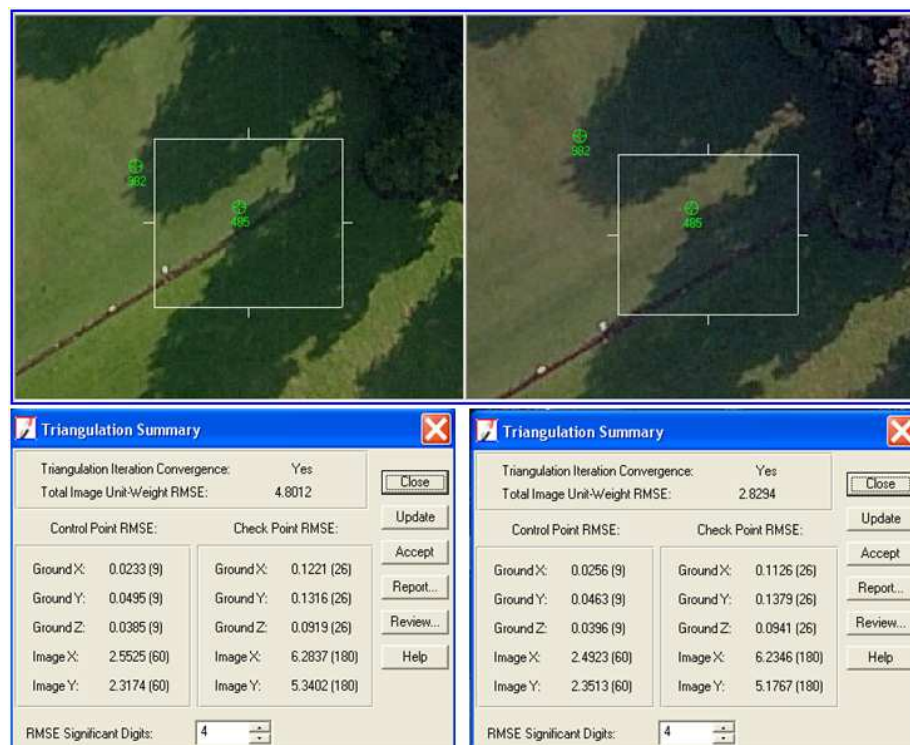 982
485
982
485
Triangulation Summary
Triangulation Iteration Convergence: Yes
Total Image Unit-Weight RMSE: 4.8012
Close
Update
Accept
Report...
Review...
Help
Control Point RMSE: Check Point RMSE:
Ground X: 0.0233 (9) Ground X: 0.1221 (26)
Ground Y: 0.0495 (9) Ground Y: 0.1316 (26)
Ground Z: 0.0385 (9) Ground Z: 0.0919 (26)
Image X: 2.5525 (60) Image X: 6.2837 (180)
Image Y: 2.3174 (60) Image Y: 5.3402 (180)
RMSE Significant Digits: 4
Triangulation Summary
Triangulation Iteration Convergence: Yes
Total Image Unit-Weight RMSE: 2.8294
Close
Update
Accept
Report...
Review...
Help
Control Point RMSE: Check Point RMSE:
Ground X: 0.0256 (9) Ground X: 0.1126 (26)
Ground Y: 0.0463 (9) Ground Y: 0.1379 (26)
Ground Z: 0.0396 (9) Ground Z: 0.0941 (26)
Image X: 2.4923 (60) Image X: 6.2346 (180)
Image Y: 2.3513 (60) Image Y: 5.1767 (180)
RMSE Significant Digits: 4